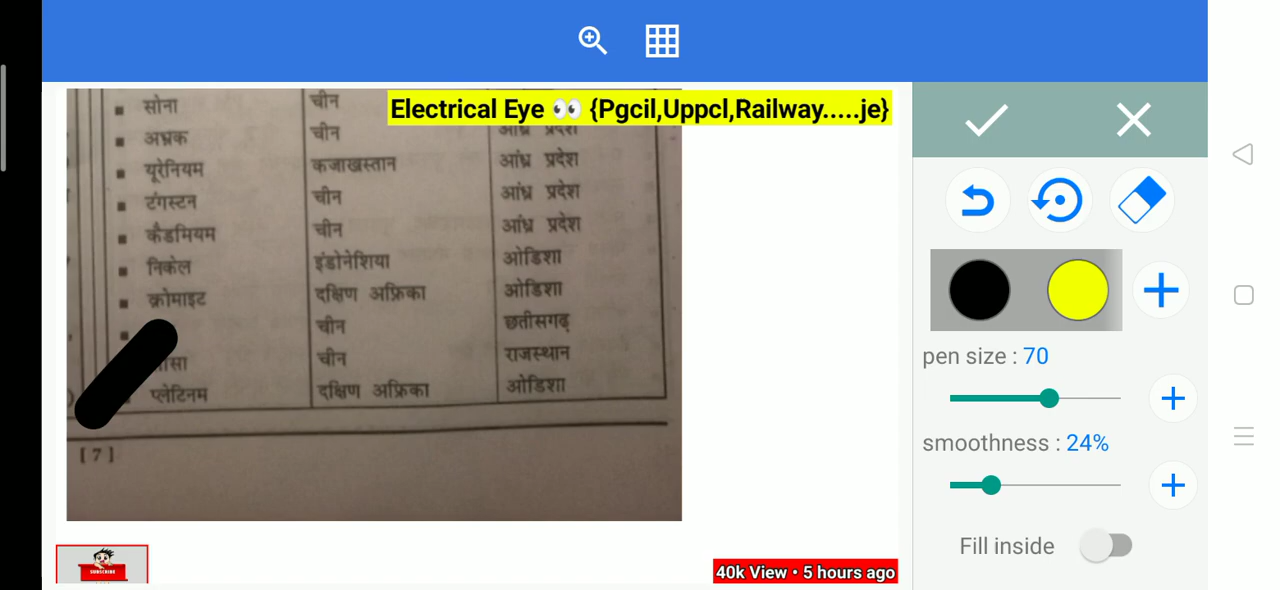 Electrical Eye 👀 {Pgcil,Uppcl,Railway.....je}
सोना चीन
अभ्रक चीन आंध्र प्रदेश
यूरेनियम कजाखस्तान आंध्र प्रदेश
टंगस्टन चीन आंध्र प्रदेश
कैडमियम चीन आंध्र प्रदेश
निकेल इंडोनेशिया ओडिशा
क्रोमाइट दक्षिण अफ्रिका ओडिशा
चीन छतीसगढ़
चीन राजस्थान
प्लेटिनम दक्षिण अफ्रिका ओडिशा
[7]
SUBSCRIBE
40k View • 5 hours ago
pen size : 70
smoothness : 24%
Fill inside